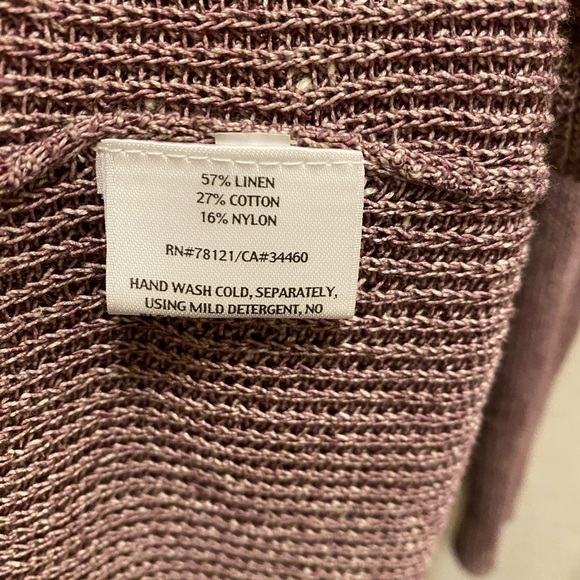 57% LINEN
27% COTTON
16% NYLON
RN#78121/CA#34460
HAND WASH COLD, SEPARATELY,
USING MILD DETERGENT, NO